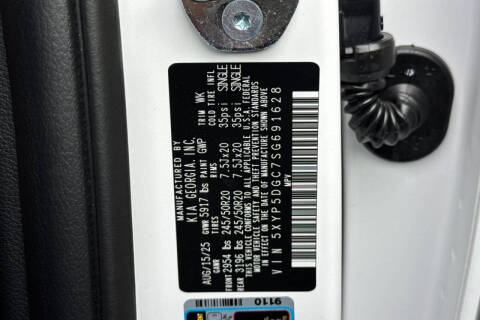 MANUFACTURED BY
KIA GEORGIA, INC.
AUG/15/25 GVWR 5917 lbs PAINT GWP TRIM WK
GAWR TIRES RIMS COLD TIRE INFL
FRONT 2954 lbs 245/50R20 7.5Jx20 35psi SINGLE
REAR 3196 lbs 245/50R20 7.5Jx20 35psi SINGLE
THIS VEHICLE CONFORMS TO ALL APPLICABLE U.S.A. FEDERAL
MOTOR VEHICLE SAFETY AND THEFT PREVENTION STANDARDS
IN EFFECT ON THE DATE OF MANUFACTURE SHOWN ABOVE
VIN 5XYP5DGC7SG691628
MPV
9110